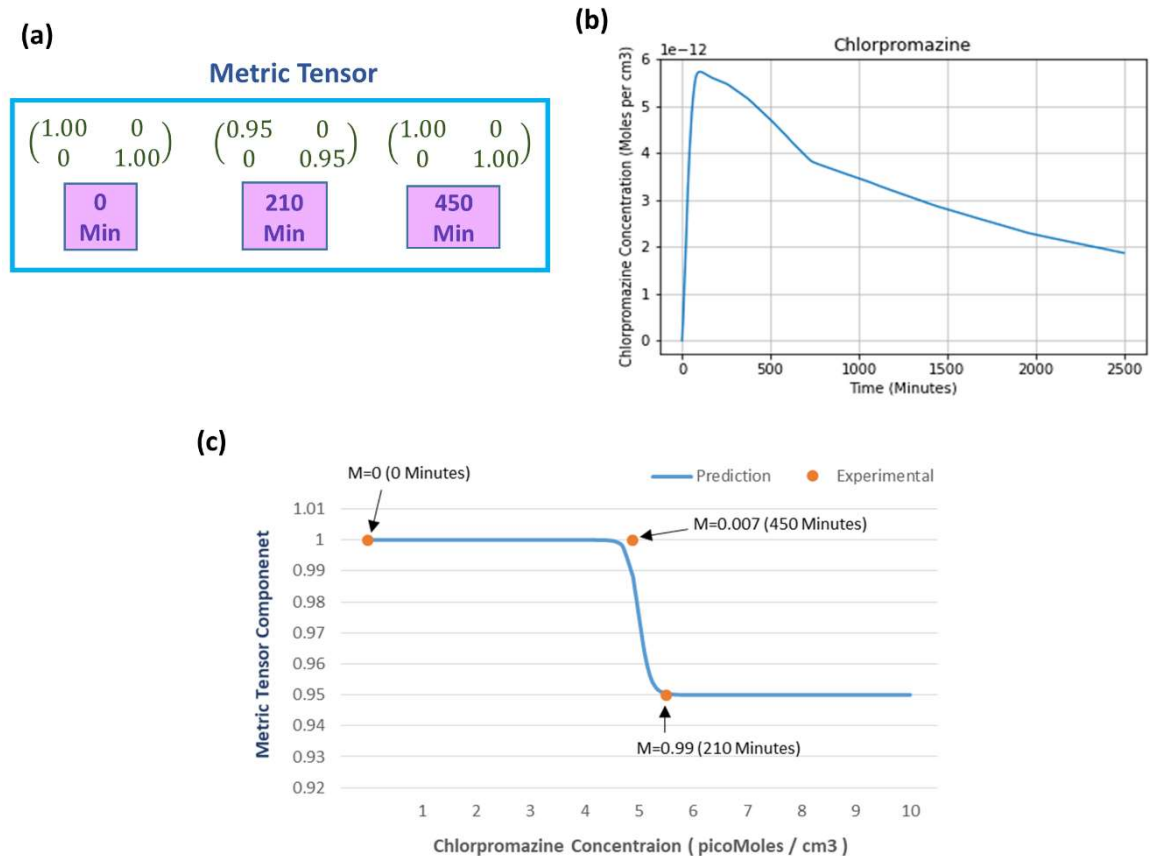 (a)
Metric Tensor
(1.00 0
0 1.00)
(0.95 0
0 0.95)
(1.00 0
0 1.00)
0
Min
210
Min
450
Min
(b)
Chlorpromazine
1e−12
Chlorpromazine Concentration (Moles per cm3)
6
5
4
3
2
1
0
0 500 1000 1500 2000 2500
Time (Minutes)
(c)
M=0 (0 Minutes)
Prediction Experimental
M=0.007 (450 Minutes)
Metric Tensor Componenet
1.01
1
0.99
0.98
0.97
0.96
0.95
0.94
0.93
0.92
M=0.99 (210 Minutes)
1 2 3 4 5 6 7 8 9 10
Chlorpromazine Concentraion ( picoMoles / cm3 )